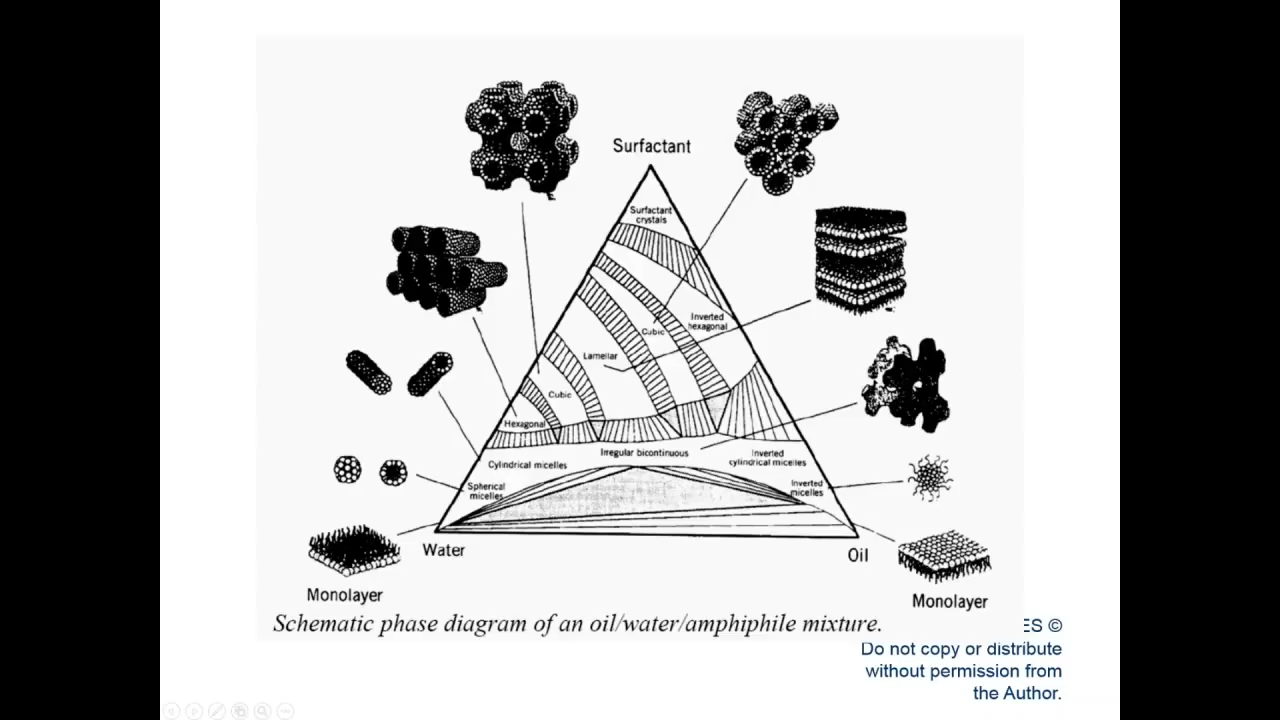 Surfactant
Surfactant
crystals
Inverted
hexagonal
Cubic
Lamellar
Cubic
Hexagonal
Irregular bicontinuous
Inverted
cylindrical micelles
Cylindrical micelles
Spherical
micelles
Inverted
micelles
Water
Oil
Monolayer
Monolayer
Schematic phase diagram of an oil/water/amphiphile mixture.
ES ©
Do not copy or distribute
without permission from
the Author.